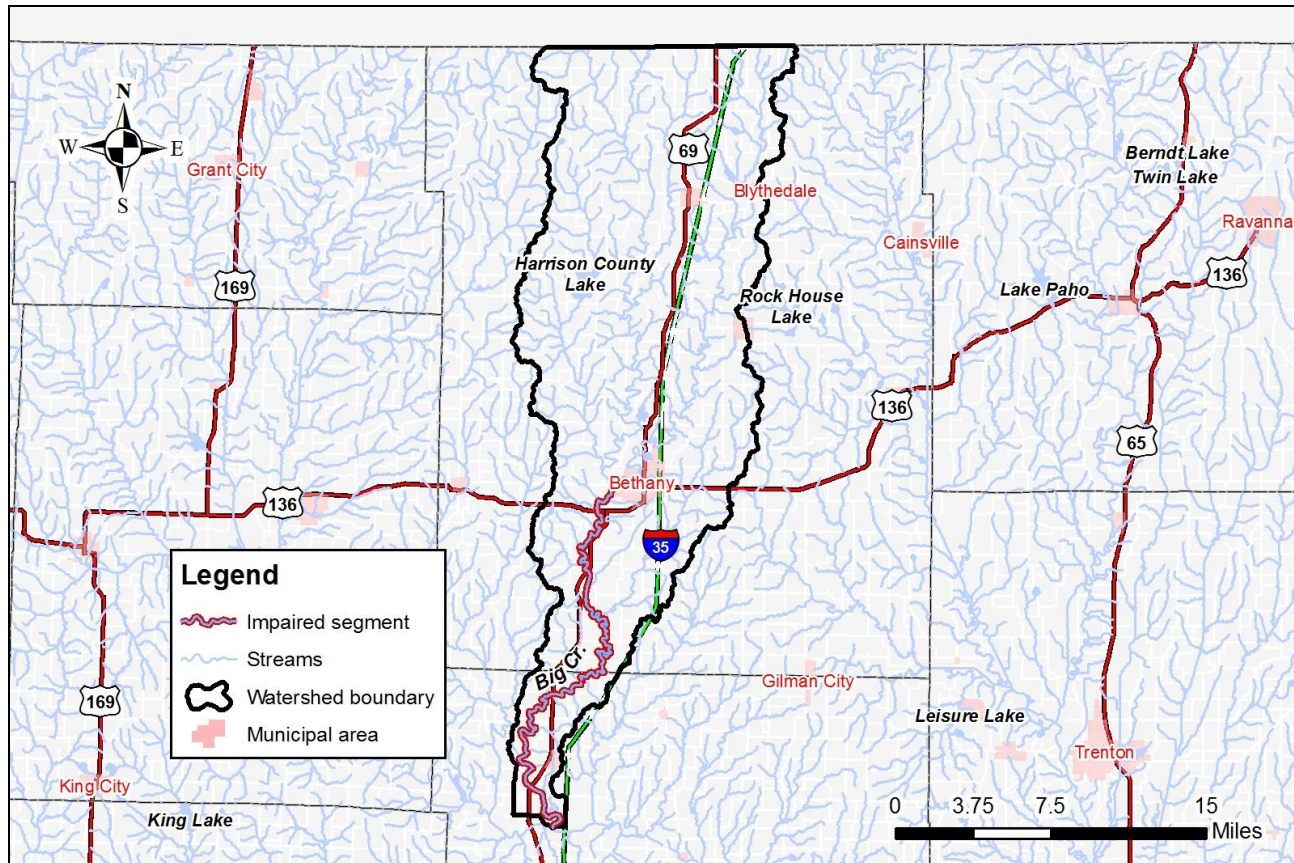 N
W
E
S
Grant City
69
Blythedale
Berndt Lake
Twin Lake
Ravanna
Cainsville
Harrison County
Lake
169
136
Lake Paho
Rock House
Lake
136
65
Bethany
136
35
Legend
Impaired segment
Streams
Watershed boundary
Municipal area
Big Cr.
Gilman City
169
Leisure Lake
Trenton
King City
King Lake
0 3.75 7.5 15
Miles